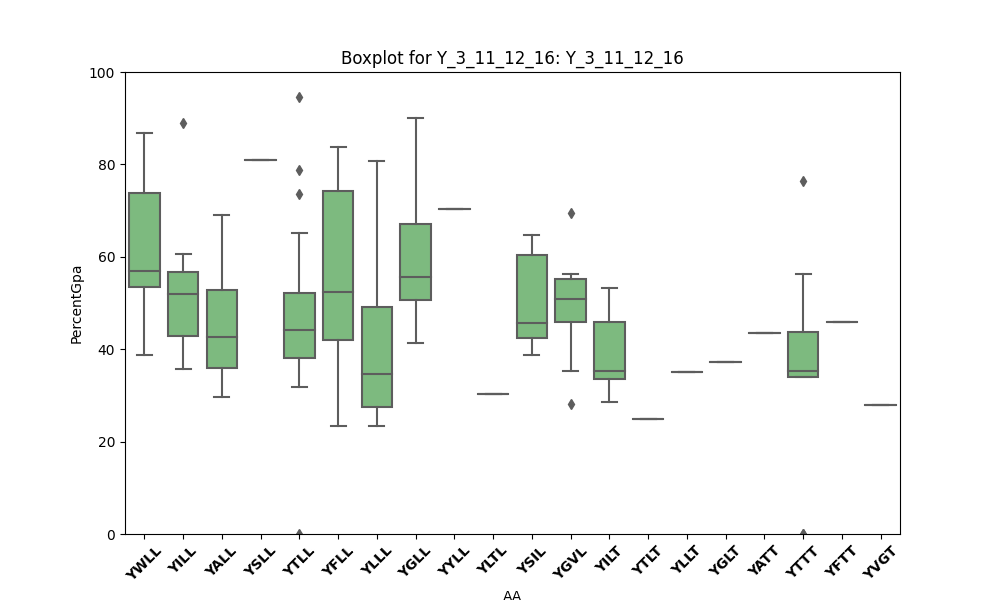 Boxplot for Y_3_11_12_16: Y_3_11_12_16
PercentGpa
100
80
60
40
20
0
YWLL YILL YALL YSLL YTLL YFLL YLLL YGLL YYLL YLTL YSIL YGVL YILT YTLT YLLT YGLT YATT YTTT YFTT YVGT
AA